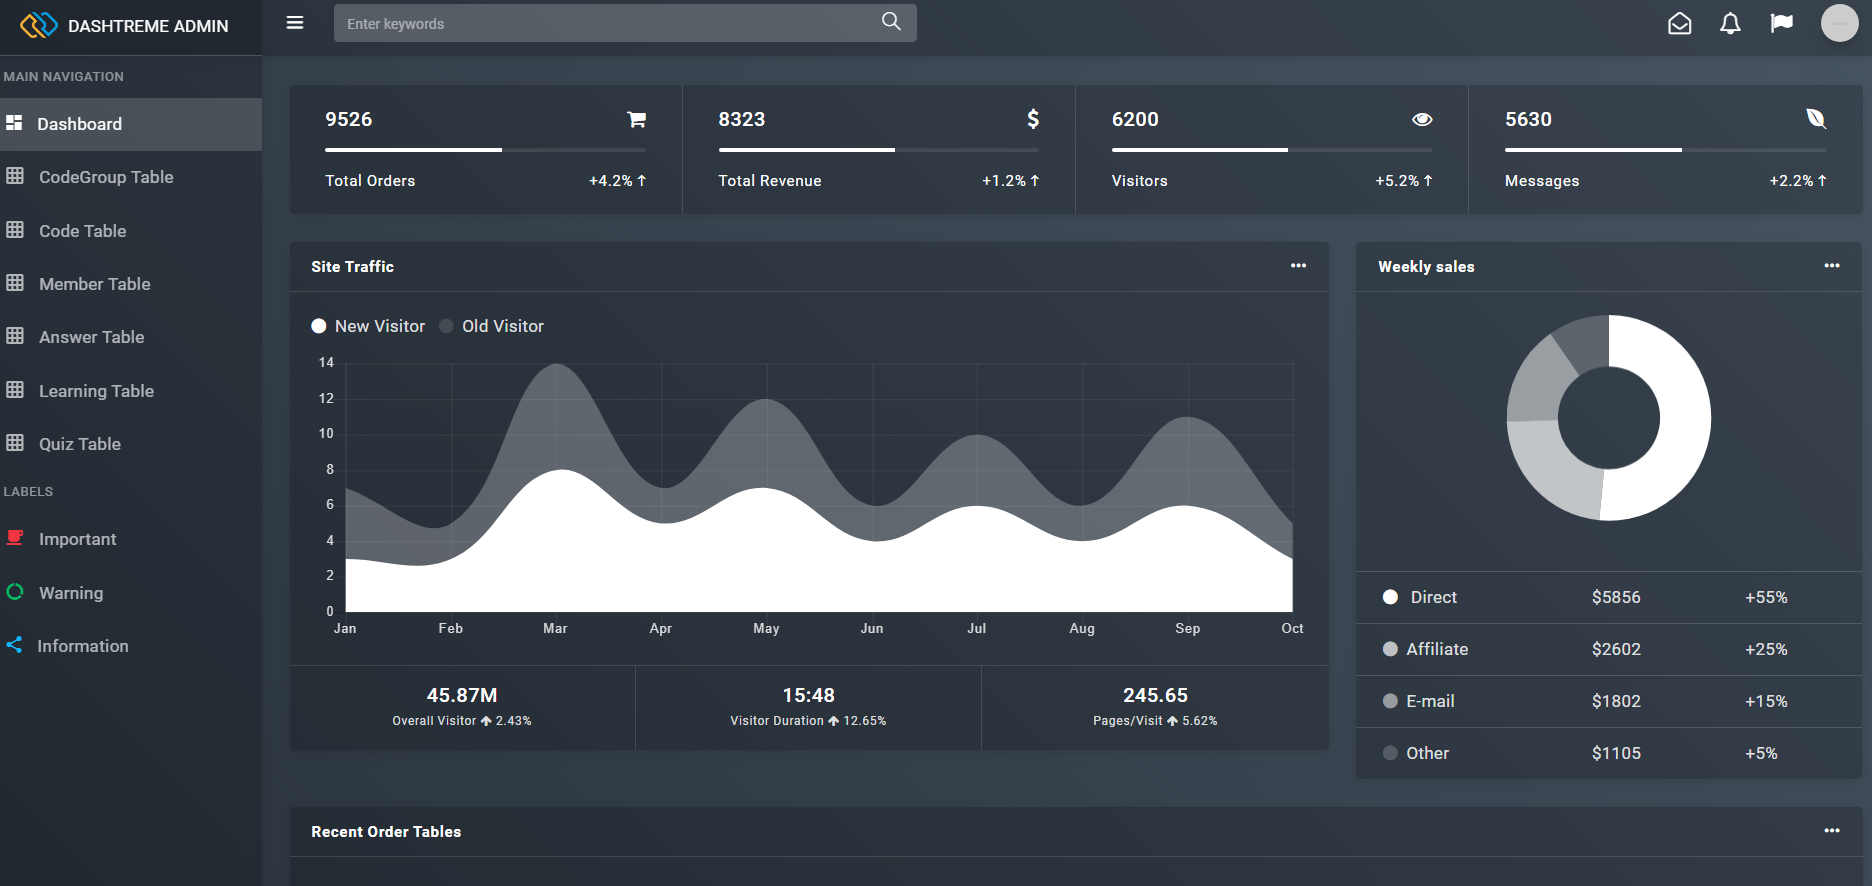 DASHTREME ADMIN
Enter keywords
MAIN NAVIGATION
Dashboard
CodeGroup Table
Code Table
Member Table
Answer Table
Learning Table
Quiz Table
LABELS
Important
Warning
Information
9526
Total Orders +4.2%
8323
Total Revenue +1.2%
6200
Visitors +5.2%
5630
Messages +2.2%
Site Traffic
New Visitor Old Visitor
14
12
10
8
6
4
2
0
Jan Feb Mar Apr May Jun Jul Aug Sep Oct
45.87M
Overall Visitor 2.43%
15:48
Visitor Duration 12.65%
245.65
Pages/Visit 5.62%
Weekly sales
Direct $5856 +55%
Affiliate $2602 +25%
E-mail $1802 +15%
Other $1105 +5%
Recent Order Tables